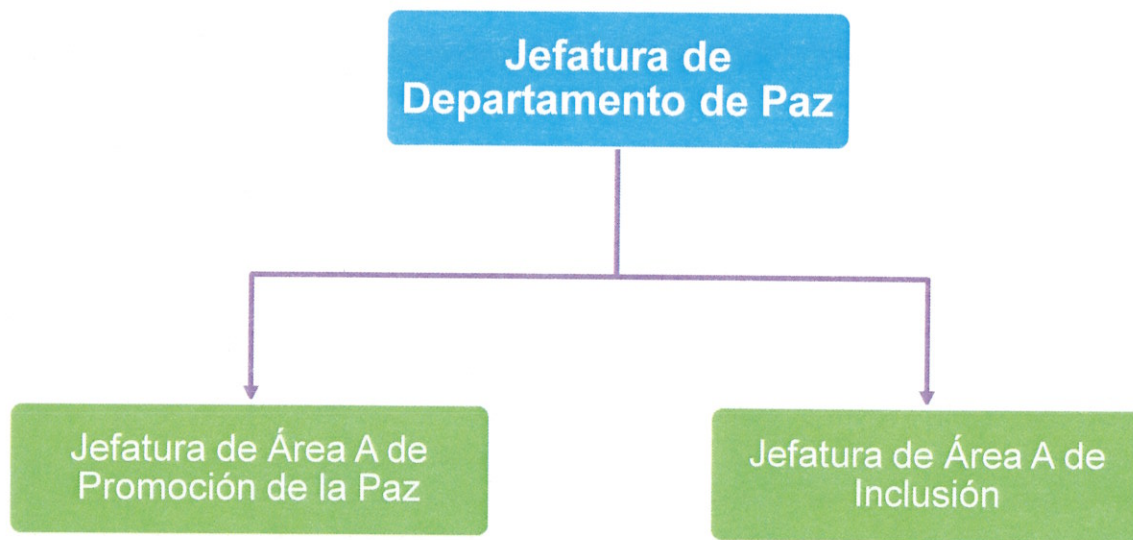 Jefatura de
Departamento de Paz
Jefatura de Área A de
Promoción de la Paz
Jefatura de Área A de
Inclusión